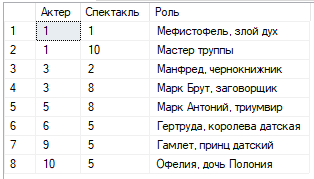 Актер Спектакль Роль
1 1 1 Мефистофель, злой дух
2 1 10 Мастер труппы
3 3 2 Манфред, чернокнижник
4 3 8 Марк Брут, заговорщик
5 5 8 Марк Антоний, триумвир
6 6 5 Гертруда, королева датская
7 9 5 Гамлет, принц датский
8 10 5 Офелия, дочь Полония